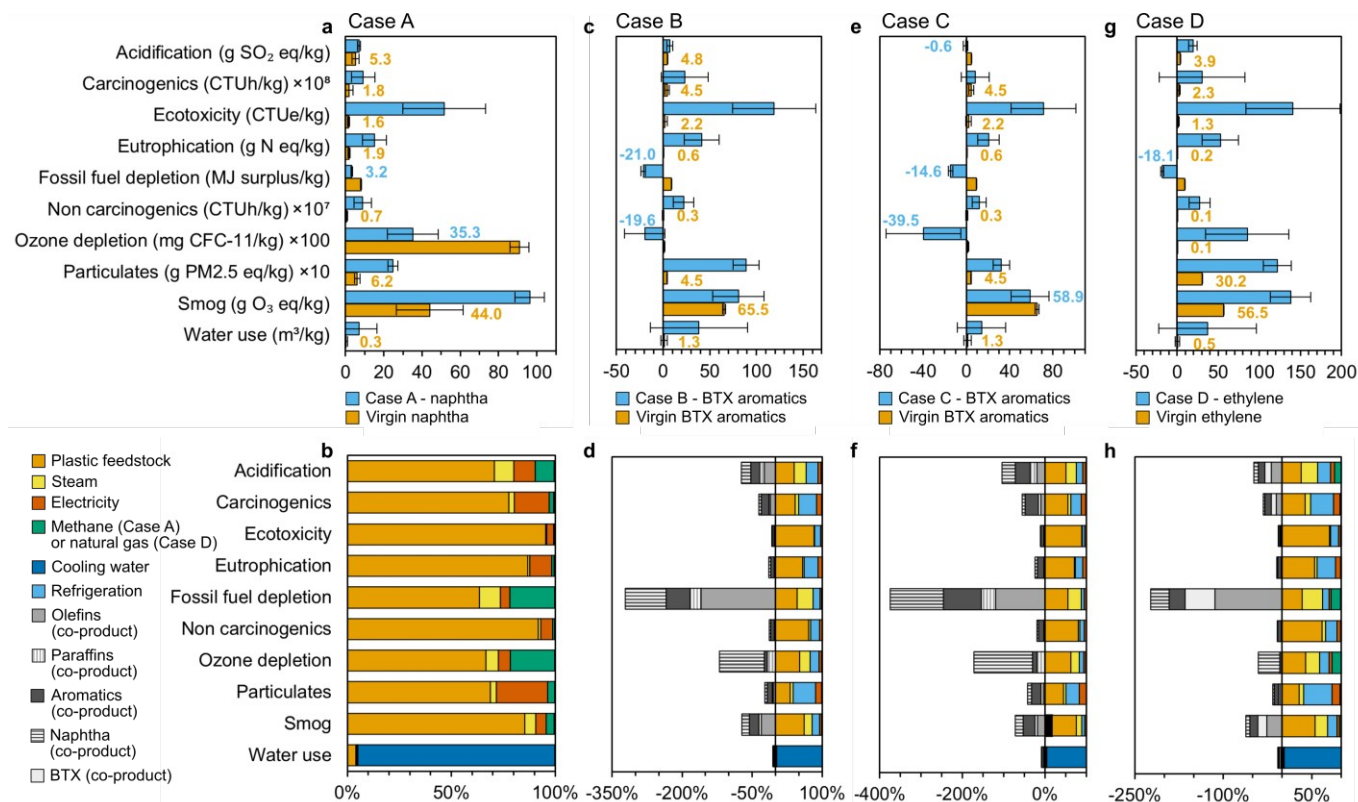 a Case A
c Case B
e Case C
g Case D
Acidification (g SO₂ eq/kg)
5.3
4.8
-0.6
3.9
Carcinogenics (CTUh/kg) ×10⁸
1.8
4.5
4.5
2.3
Ecotoxicity (CTUe/kg)
1.6
2.2
2.2
1.3
Eutrophication (g N eq/kg)
1.9
0.6
0.6
0.2
Fossil fuel depletion (MJ surplus/kg)
3.2
-21.0
-14.6
-18.1
Non carcinogenics (CTUh/kg) ×10⁷
0.7
0.3
0.3
0.1
Ozone depletion (mg CFC-11/kg) ×100
35.3
-19.6
-39.5
0.1
Particulates (g PM2.5 eq/kg) ×10
6.2
4.5
4.5
30.2
Smog (g O₃ eq/kg)
44.0
65.5
58.9
56.5
Water use (m³/kg)
0.3
1.3
1.3
0.5
0 20 40 60 80 100
-50 0 50 100 150
-80 -40 0 40 80
-50 0 50 100 150 200
Case A - naphtha
Virgin naphtha
Case B - BTX aromatics
Virgin BTX aromatics
Case C - BTX aromatics
Virgin BTX aromatics
Case D - ethylene
Virgin ethylene
Plastic feedstock
Steam
Electricity
Methane (Case A)
or natural gas (Case D)
Cooling water
Refrigeration
Olefins
(co-product)
Paraffins
(co-product)
Aromatics
(co-product)
Naphtha
(co-product)
BTX (co-product)
b
d
f
h
Acidification
Carcinogenics
Ecotoxicity
Eutrophication
Fossil fuel depletion
Non carcinogenics
Ozone depletion
Particulates
Smog
Water use
0% 50% 100%
-350% -200% -50% 100%
-400% -200% 0%
-250% -100% 50%